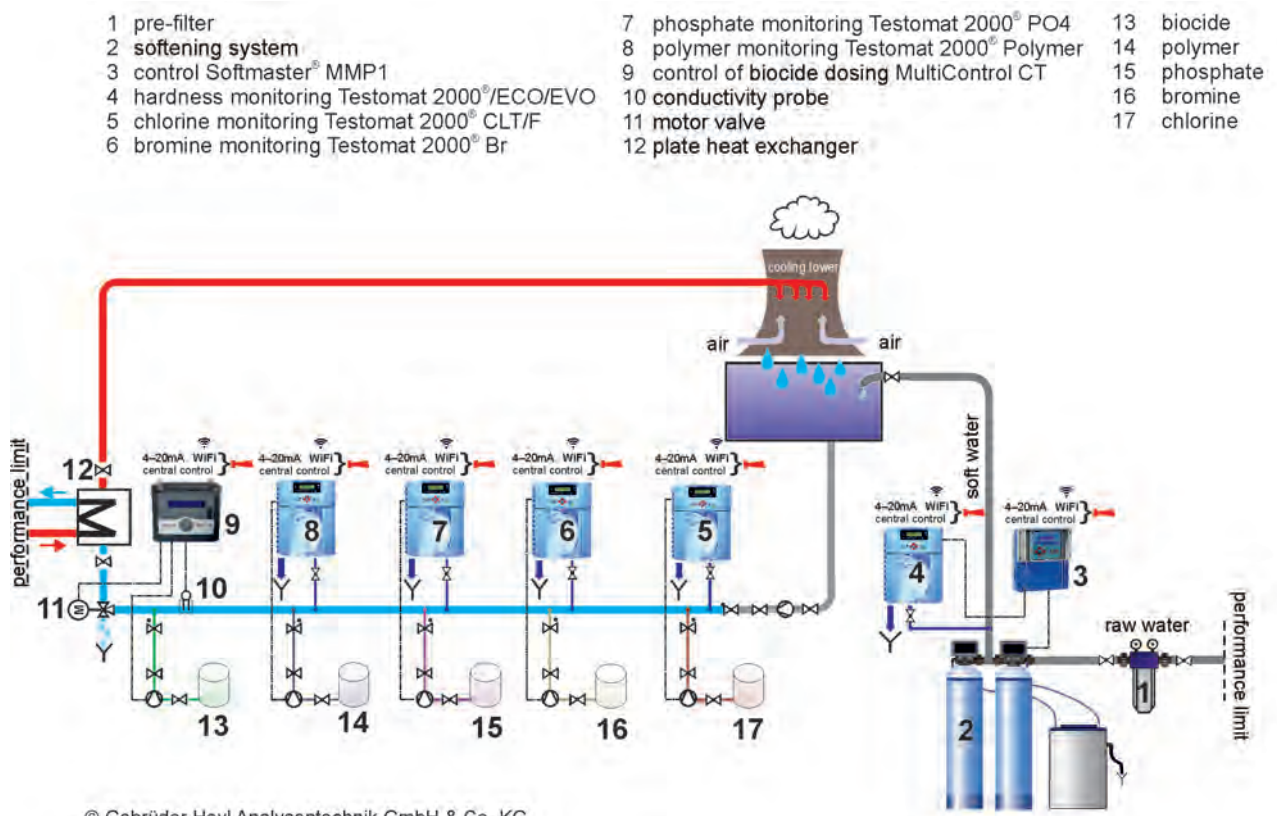 1 pre-filter
2 softening system
3 control Softmaster® MMP1
4 hardness monitoring Testomat 2000®/ECO/EVO
5 chlorine monitoring Testomat 2000® CLT/F
6 bromine monitoring Testomat 2000® Br
7 phosphate monitoring Testomat 2000® PO4
8 polymer monitoring Testomat 2000® Polymer
9 control of biocide dosing MultiControl CT
10 conductivity probe
11 motor valve
12 plate heat exchanger
13 biocide
14 polymer
15 phosphate
16 bromine
17 chlorine
cooling tower
air
air
performance limit
12
4–20mA WiFi
central control
9
4–20mA WiFi
central control
8
4–20mA WiFi
central control
7
4–20mA WiFi
central control
6
4–20mA WiFi
central control
5
soft water
4–20mA WiFi
central control
4
4–20mA WiFi
central control
3
10
11
M
13
14
15
16
17
raw water
1
2
performance limit